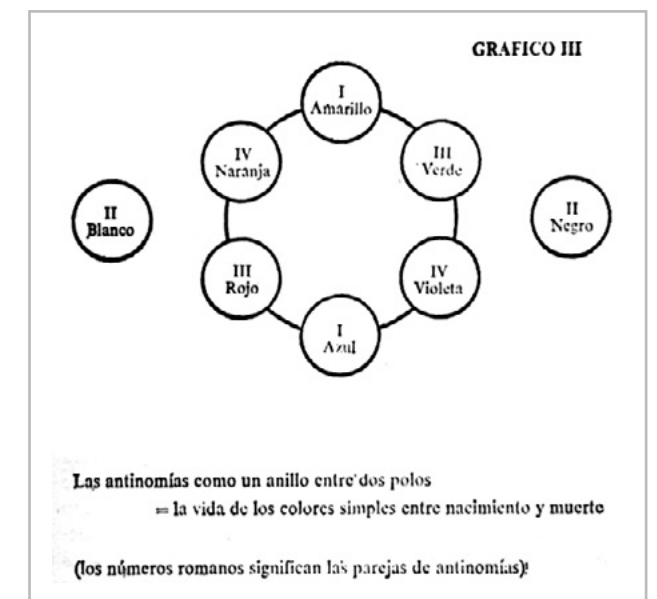 GRAFICO III
I
Amarillo
IV
Naranja
III
Verde
II
Blanco
II
Negro
III
Rojo
IV
Violeta
I
Azul
Las antinomías como un anillo entre dos polos
= la vida de los colores simples entre nacimiento y muerte
(los números romanos significan las parejas de antinomías)